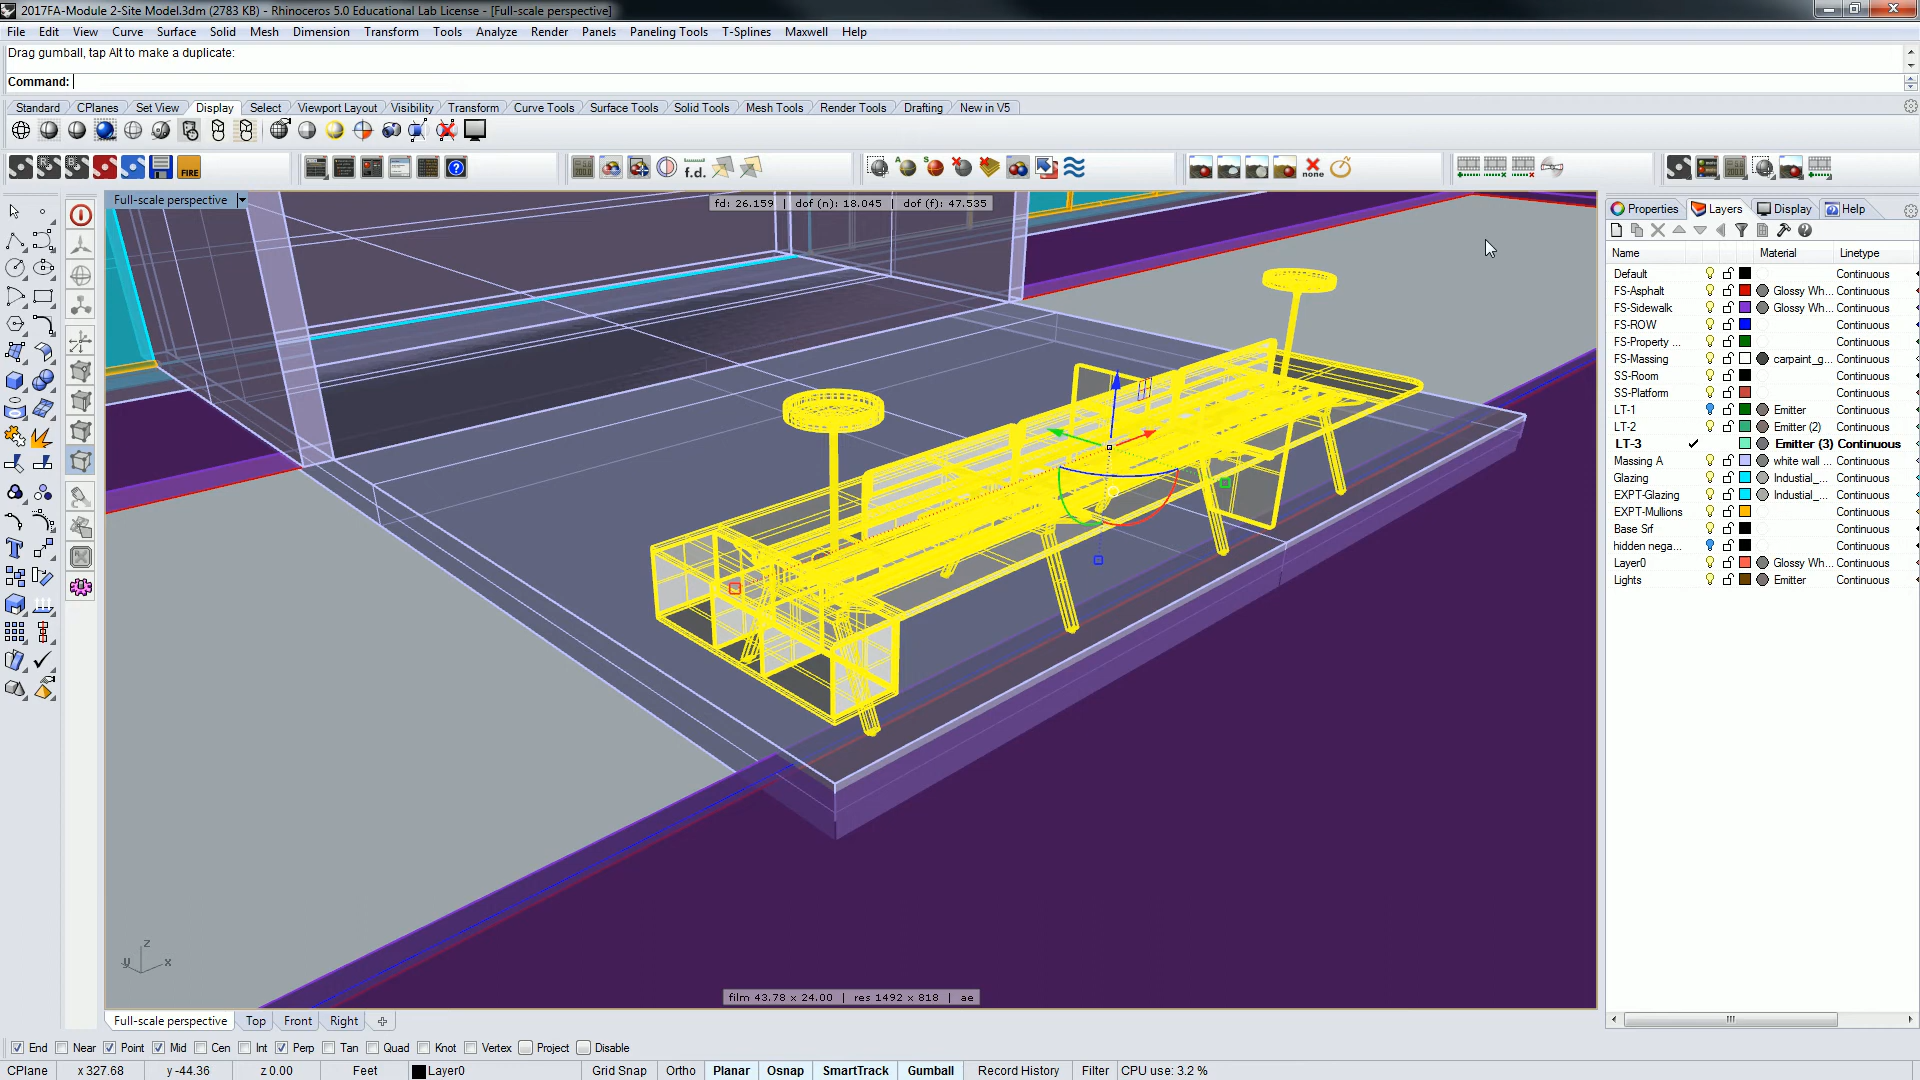 2017FA-Module 2-Site Model.3dm (2783 KB) - Rhinoceros 5.0 Educational Lab License - [Full-scale perspective]
File Edit View Curve Surface Solid Mesh Dimension Transform Tools Analyze Render Panels Paneling Tools T-Splines Maxwell Help
Drag gumball, tap Alt to make a duplicate:
Command:
Standard CPlanes Set View Display Select Viewport Layout Visibility Transform Curve Tools Surface Tools Solid Tools Mesh Tools Render Tools Drafting New in V5
FIRE f.d. none
Full-scale perspective
fd: 26.159 | dof (n): 18.045 | dof (f): 47.535
Properties Layers Display Help
Name Material Linetype
Default Continuous
FS-Asphalt Glossy Wh... Continuous
FS-Sidewalk Glossy Wh... Continuous
FS-ROW Continuous
FS-Property ... Continuous
FS-Massing carpaint_g... Continuous
SS-Room Continuous
SS-Platform Continuous
LT-1 Emitter Continuous
LT-2 Emitter (2) Continuous
LT-3 Emitter (3) Continuous
Massing A white wall ... Continuous
Glazing Industial_... Continuous
EXPT-Glazing Industial_... Continuous
EXPT-Mullions Continuous
Base Srf Continuous
hidden nega... Continuous
Layer0 Glossy Wh... Continuous
Lights Emitter Continuous
z
y x
film 43.78 x 24.00 | res 1492 x 818 | ae
Full-scale perspective Top Front Right
End Near Point Mid Cen Int Perp Tan Quad Knot Vertex Project Disable
CPlane x 327.68 y -44.36 z 0.00 Feet Layer0 Grid Snap Ortho Planar Osnap SmartTrack Gumball Record History Filter CPU use: 3.2 %